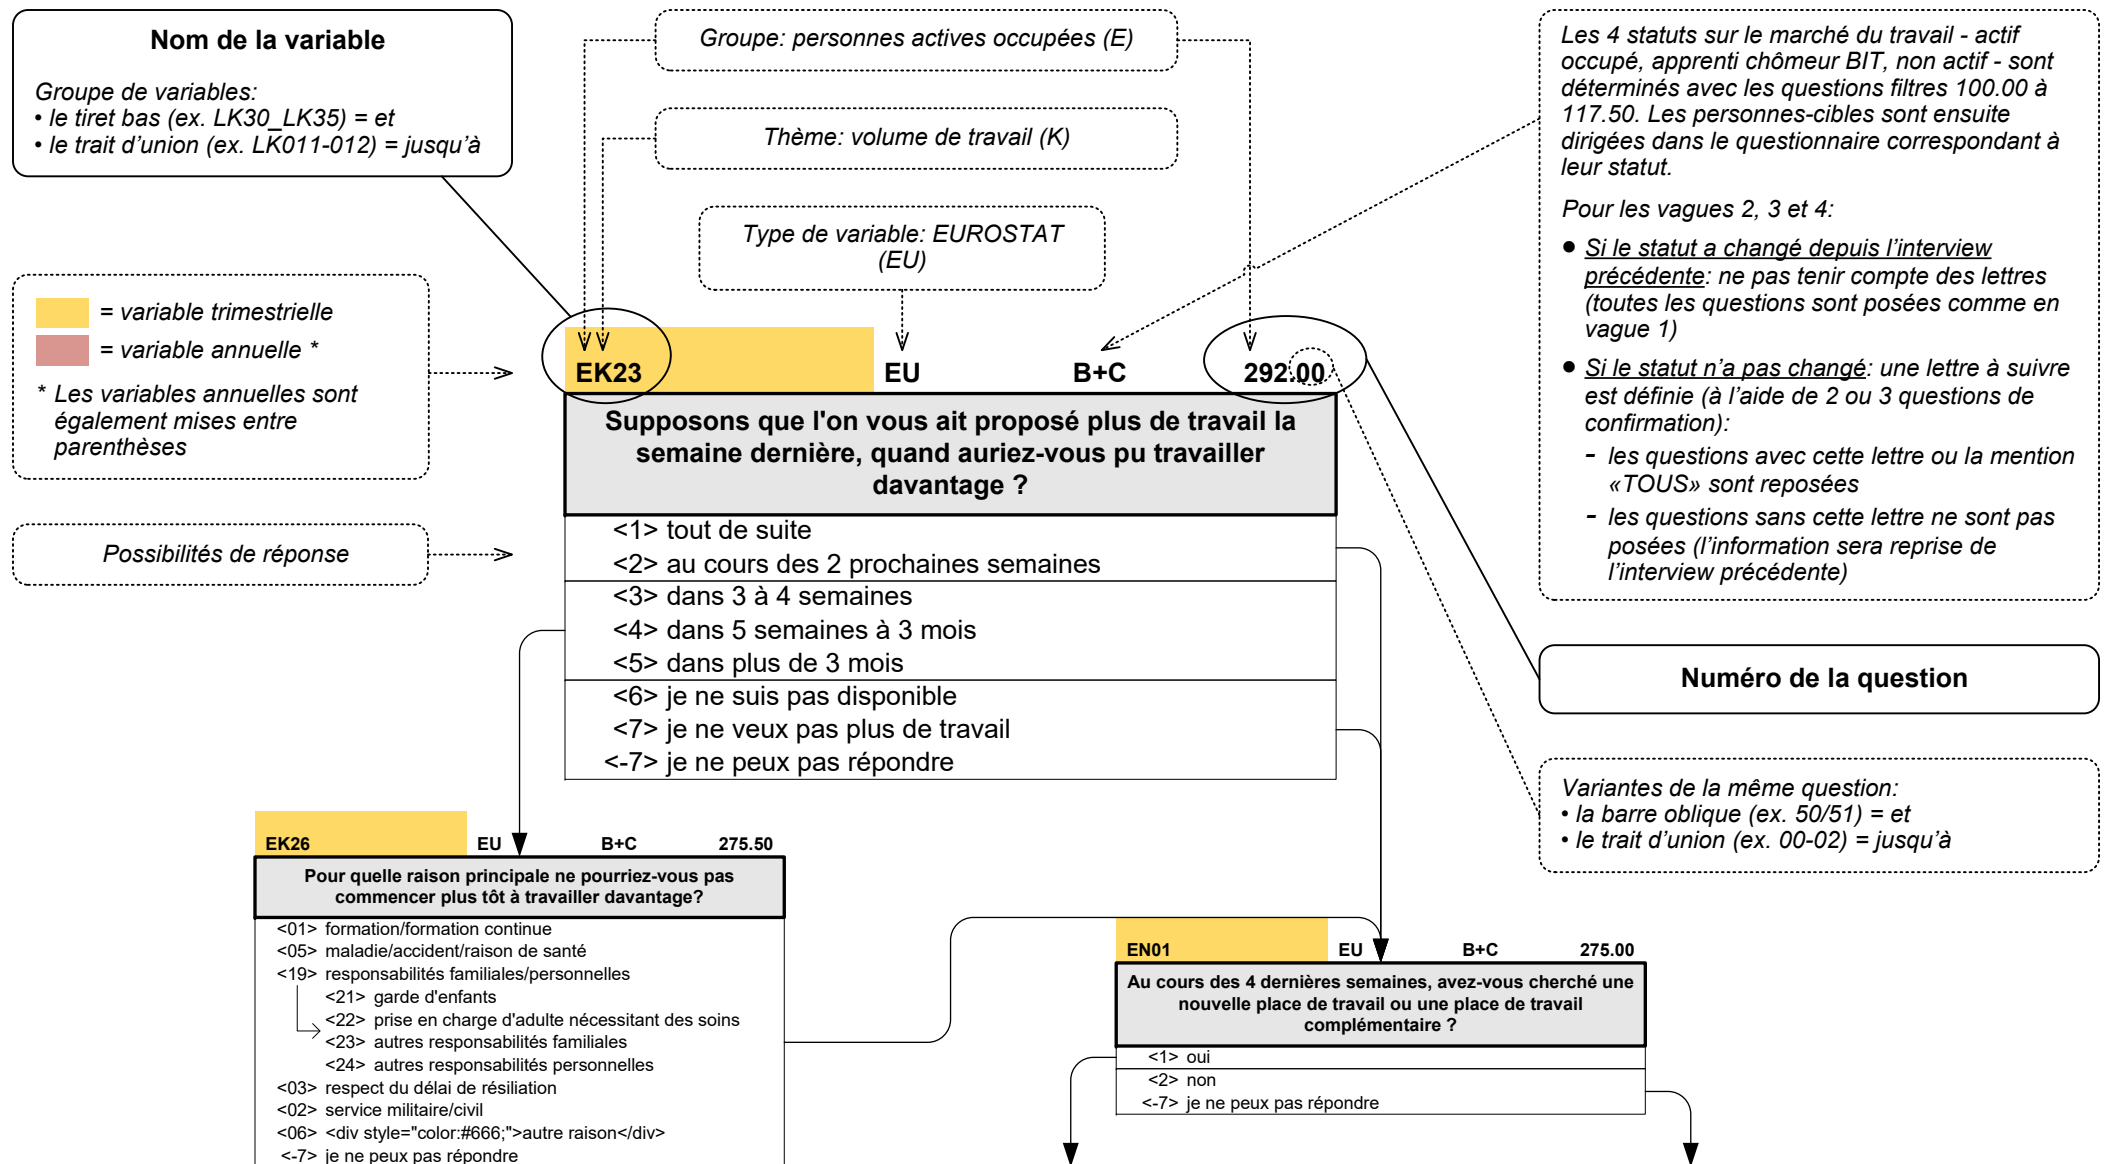 Nom de la variable
Groupe de variables:
• le tiret bas (ex. LK30_LK35) = et
• le trait d’union (ex. LK011-012) = jusqu’à
Groupe: personnes actives occupées (E)
Thème: volume de travail (K)
Type de variable: EUROSTAT
(EU)
Les 4 statuts sur le marché du travail - actif
occupé, apprenti chômeur BIT, non actif - sont
déterminés avec les questions filtres 100.00 à
117.50. Les personnes-cibles sont ensuite
dirigées dans le questionnaire correspondant à
leur statut.
Pour les vagues 2, 3 et 4:
• Si le statut a changé depuis l’interview
précédente: ne pas tenir compte des lettres
(toutes les questions sont posées comme en
vague 1)
• Si le statut n’a pas changé: une lettre à suivre
est définie (à l’aide de 2 ou 3 questions de
confirmation):
- les questions avec cette lettre ou la mention
«TOUS» sont reposées
- les questions sans cette lettre ne sont pas
posées (l’information sera reprise de
l’interview précédente)
= variable trimestrielle
= variable annuelle *
* Les variables annuelles sont
également mises entre
parenthèses
Possibilités de réponse
EK23 EU B+C 292.00
Supposons que l'on vous ait proposé plus de travail la
semaine dernière, quand auriez-vous pu travailler
davantage ?
<1> tout de suite
<2> au cours des 2 prochaines semaines
<3> dans 3 à 4 semaines
<4> dans 5 semaines à 3 mois
<5> dans plus de 3 mois
<6> je ne suis pas disponible
<7> je ne veux pas plus de travail
<-7> je ne peux pas répondre
Numéro de la question
Variantes de la même question:
• la barre oblique (ex. 50/51) = et
• le trait d’union (ex. 00-02) = jusqu’à
EK26 EU B+C 275.50
Pour quelle raison principale ne pourriez-vous pas
commencer plus tôt à travailler davantage?
<01> formation/formation continue
<05> maladie/accident/raison de santé
<19> responsabilités familiales/personnelles
<21> garde d'enfants
<22> prise en charge d'adulte nécessitant des soins
<23> autres responsabilités familiales
<24> autres responsabilités personnelles
<03> respect du délai de résiliation
<02> service militaire/civil
<06> <div style="color:#666;">autre raison</div>
<-7> je ne peux pas répondre
EN01 EU B+C 275.00
Au cours des 4 dernières semaines, avez-vous cherché une
nouvelle place de travail ou une place de travail
complémentaire ?
<1> oui
<2> non
<-7> je ne peux pas répondre